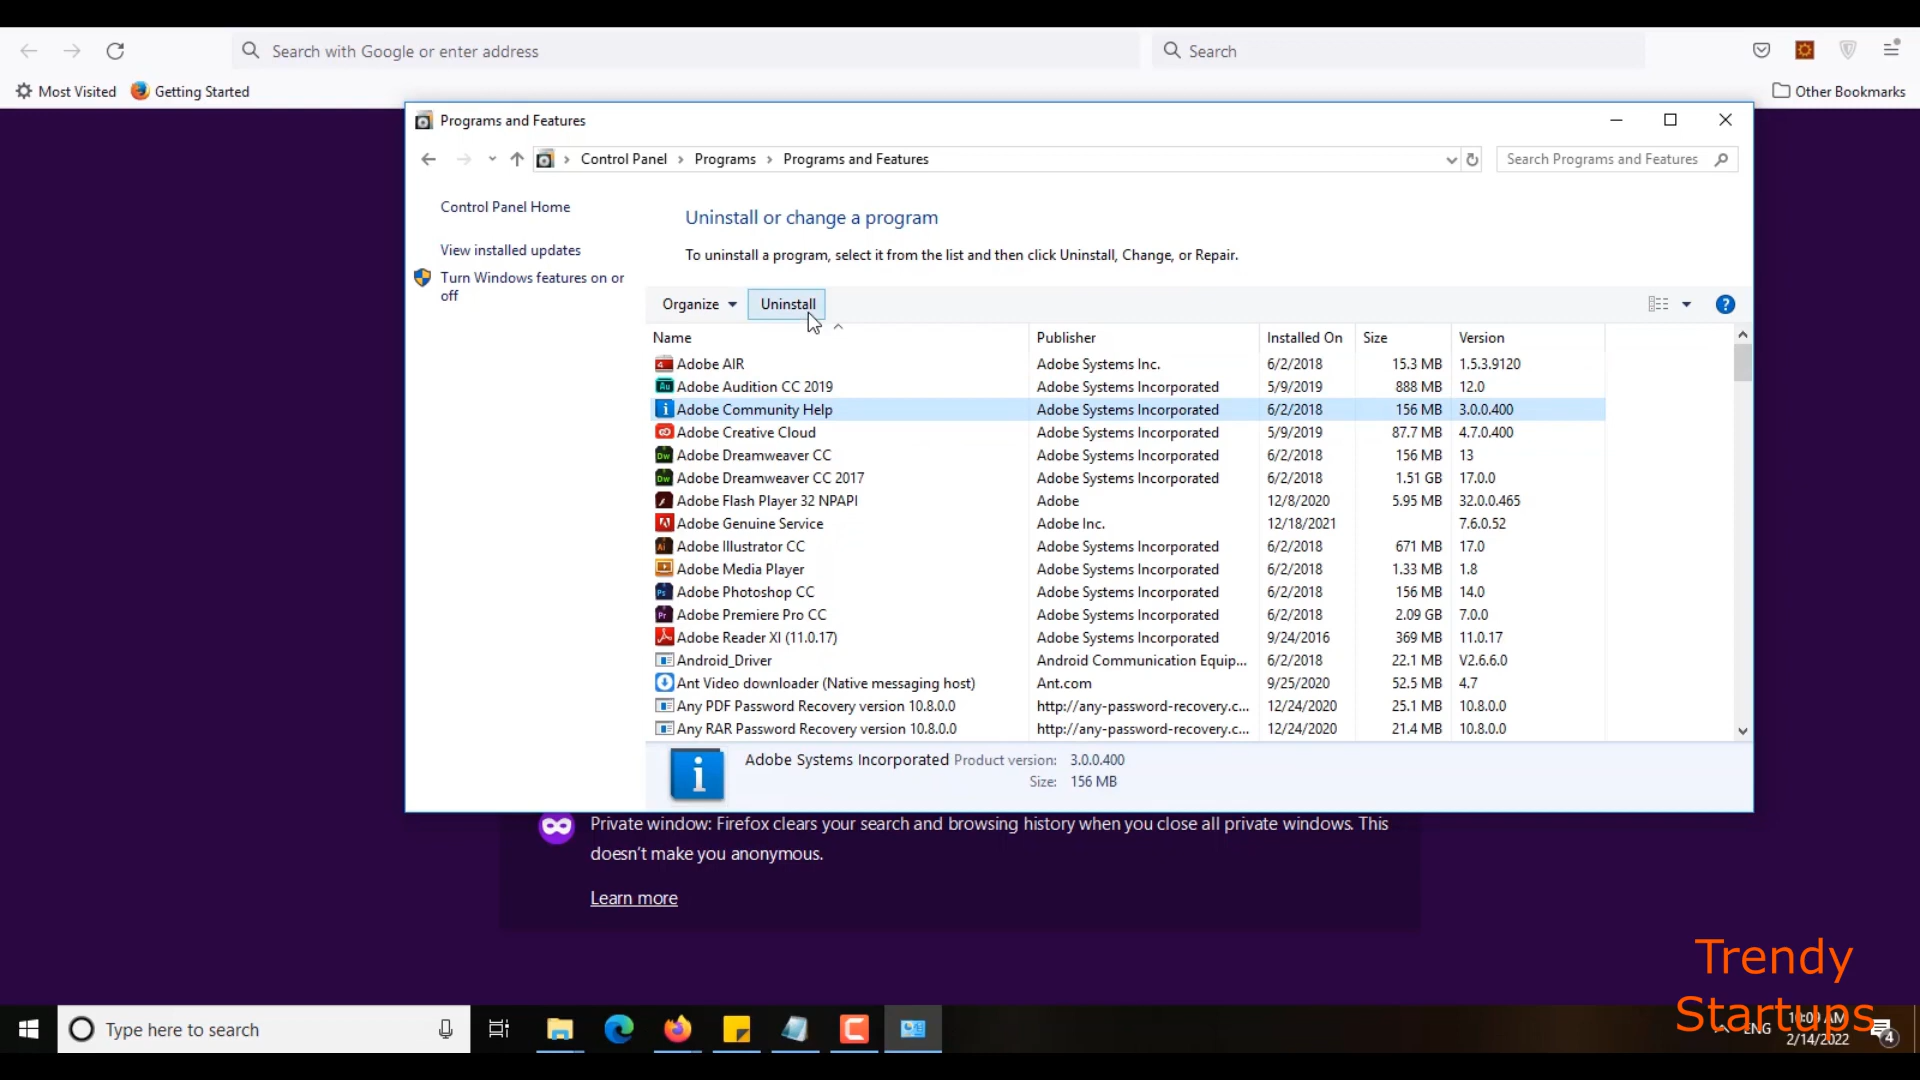 Search with Google or enter address
Search
Most Visited
Getting Started
Other Bookmarks
Programs and Features
Control Panel > Programs > Programs and Features
Search Programs and Features
Control Panel Home
View installed updates
Turn Windows features on or
off
Uninstall or change a program
To uninstall a program, select it from the list and then click Uninstall, Change, or Repair.
Organize
Uninstall
Name Publisher Installed On Size Version
Adobe AIR Adobe Systems Inc. 6/2/2018 15.3 MB 1.5.3.9120
Adobe Audition CC 2019 Adobe Systems Incorporated 5/9/2019 888 MB 12.0
Adobe Community Help Adobe Systems Incorporated 6/2/2018 156 MB 3.0.0.400
Adobe Creative Cloud Adobe Systems Incorporated 5/9/2019 87.7 MB 4.7.0.400
Adobe Dreamweaver CC Adobe Systems Incorporated 6/2/2018 156 MB 13
Adobe Dreamweaver CC 2017 Adobe Systems Incorporated 6/2/2018 1.51 GB 17.0.0
Adobe Flash Player 32 NPAPI Adobe 12/8/2020 5.95 MB 32.0.0.465
Adobe Genuine Service Adobe Inc. 12/18/2021 7.6.0.52
Adobe Illustrator CC Adobe Systems Incorporated 6/2/2018 671 MB 17.0
Adobe Media Player Adobe Systems Incorporated 6/2/2018 1.33 MB 1.8
Adobe Photoshop CC Adobe Systems Incorporated 6/2/2018 156 MB 14.0
Adobe Premiere Pro CC Adobe Systems Incorporated 6/2/2018 2.09 GB 7.0.0
Adobe Reader XI (11.0.17) Adobe Systems Incorporated 9/24/2016 369 MB 11.0.17
Android_Driver Android Communication Equip... 6/2/2018 22.1 MB V2.6.6.0
Ant Video downloader (Native messaging host) Ant.com 9/25/2020 52.5 MB 4.7
Any PDF Password Recovery version 10.8.0.0 http://any-password-recovery.c... 12/24/2020 25.1 MB 10.8.0.0
Any RAR Password Recovery version 10.8.0.0 http://any-password-recovery.c... 12/24/2020 21.4 MB 10.8.0.0
Adobe Systems Incorporated Product version: 3.0.0.400
Size: 156 MB
Private window: Firefox clears your search and browsing history when you close all private windows. This
doesn't make you anonymous.
Learn more
Trendy
Startups
Type here to search
ENG
2/14/2022
4